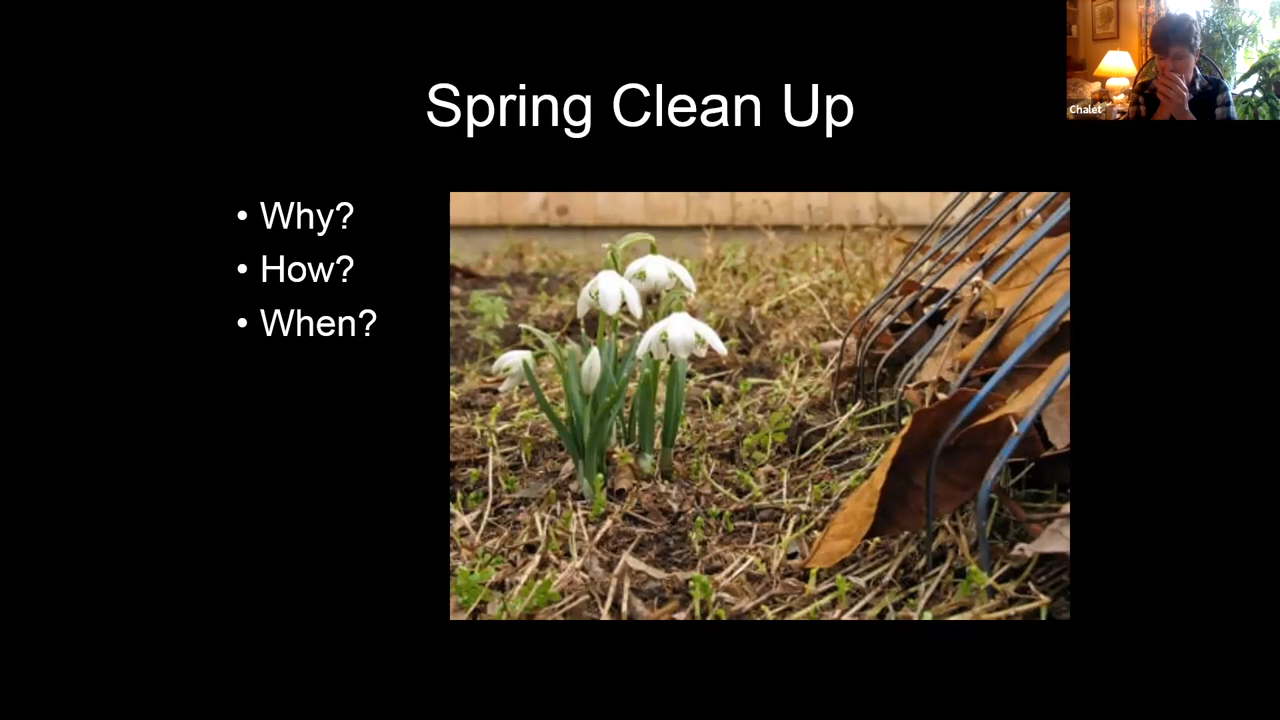 Spring Clean Up
• Why?
• How?
• When?
Chalet